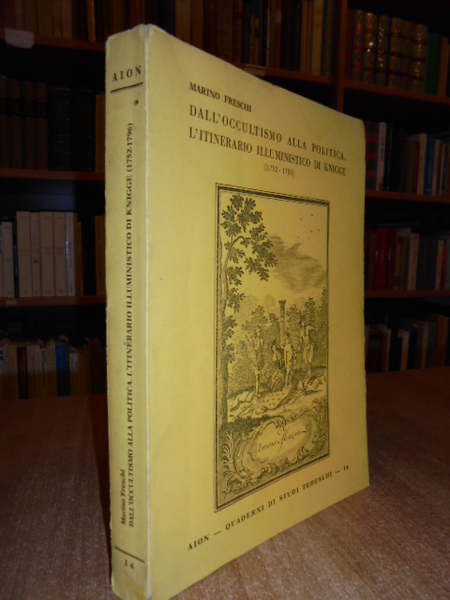 AION
Marino Freschi
DALL'OCCULTISMO ALLA POLITICA. L'ITINERARIO ILLUMINISTICO DI KNIGGE (1752-1796)
14
MARINO FRESCHI
DALL'OCCULTISMO ALLA POLITICA.
L'ITINERARIO ILLUMINISTICO DI KNIGGE
(1752-1796)
AION — QUADERNI DI STUDI TEDESCHI — 14